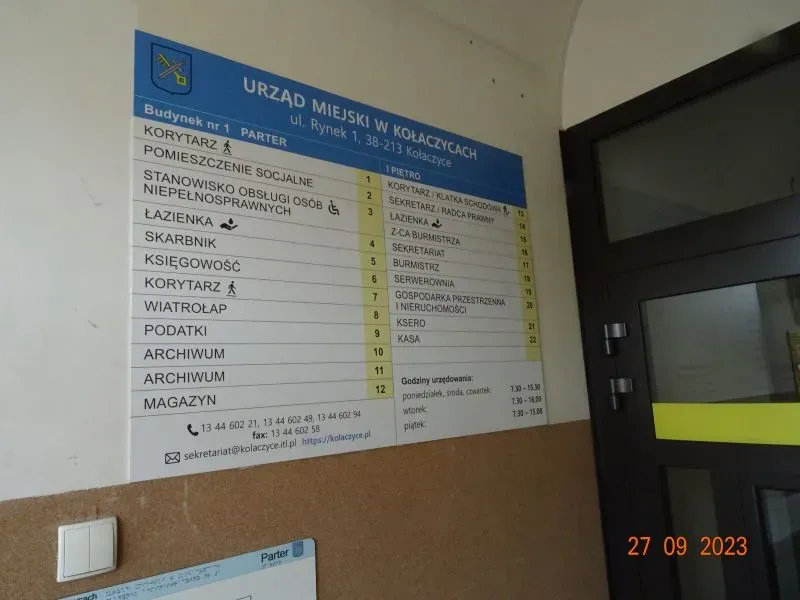 URZĄD MIEJSKI W KOŁACZYCACH
ul. Rynek 1, 38-213 Kołaczyce
Budynek nr 1 PARTER
KORYTARZ 1
POMIESZCZENIE SOCJALNE 2
STANOWISKO OBSŁUGI OSÓB
NIEPEŁNOSPRAWNYCH 3
ŁAZIENKA 4
SKARBNIK 5
KSIĘGOWOŚĆ 6
KORYTARZ 7
WIATROŁAP 8
PODATKI 9
ARCHIWUM 10
ARCHIWUM 11
MAGAZYN 12
13 44 602 21, 13 44 602 49, 13 44 602 94
fax: 13 44 602 58
sekretariat@kolaczyce.itl.pl https://kolaczyce.pl
I PIĘTRO
KORYTARZ / KLATKA SCHODOWA 13
SEKRETARZ / RADCA PRAWNY 14
ŁAZIENKA 15
Z-CA BURMISTRZA 16
SEKRETARIAT 17
BURMISTRZ 18
SERWEROWNIA 19
GOSPODARKA PRZESTRZENNA 20
I NIERUCHOMOŚCI
KSERO 21
KASA 22
Godziny urzędowania:
poniedziałek, środa, czwartek: 7.30 – 15.30
wtorek: 7.30 – 16.00
piątek: 7.30 – 15.00
Parter
27 09 2023